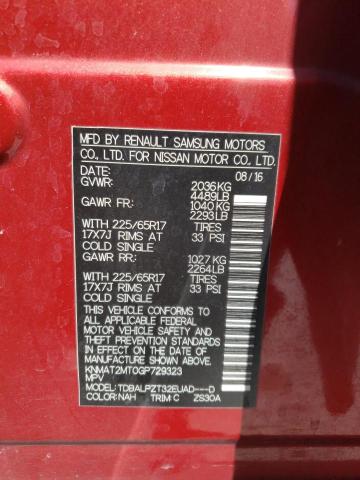 MFD BY RENAULT SAMSUNG MOTORS
CO., LTD. FOR NISSAN MOTOR CO., LTD.
DATE: 08/16
GVWR: 2036KG
4489LB
GAWR FR: 1040KG
2293LB
WITH 225/65R17 TIRES
17X7J RIMS AT 33 PSI
COLD SINGLE
GAWR RR: 1027KG
2264LB
WITH 225/65R17 TIRES
17X7J RIMS AT 33 PSI
COLD SINGLE
THIS VEHICLE CONFORMS TO
ALL APPLICABLE FEDERAL
MOTOR VEHICLE SAFETY AND
THEFT PREVENTION STANDARDS
IN EFFECT ON THE DATE OF
MANUFACTURE SHOWN ABOVE.
KNMAT2MT0GP729323
MPV
MODEL: TDBALPZT32EUAD---D
COLOR: NAH TRIM: C ZS30A